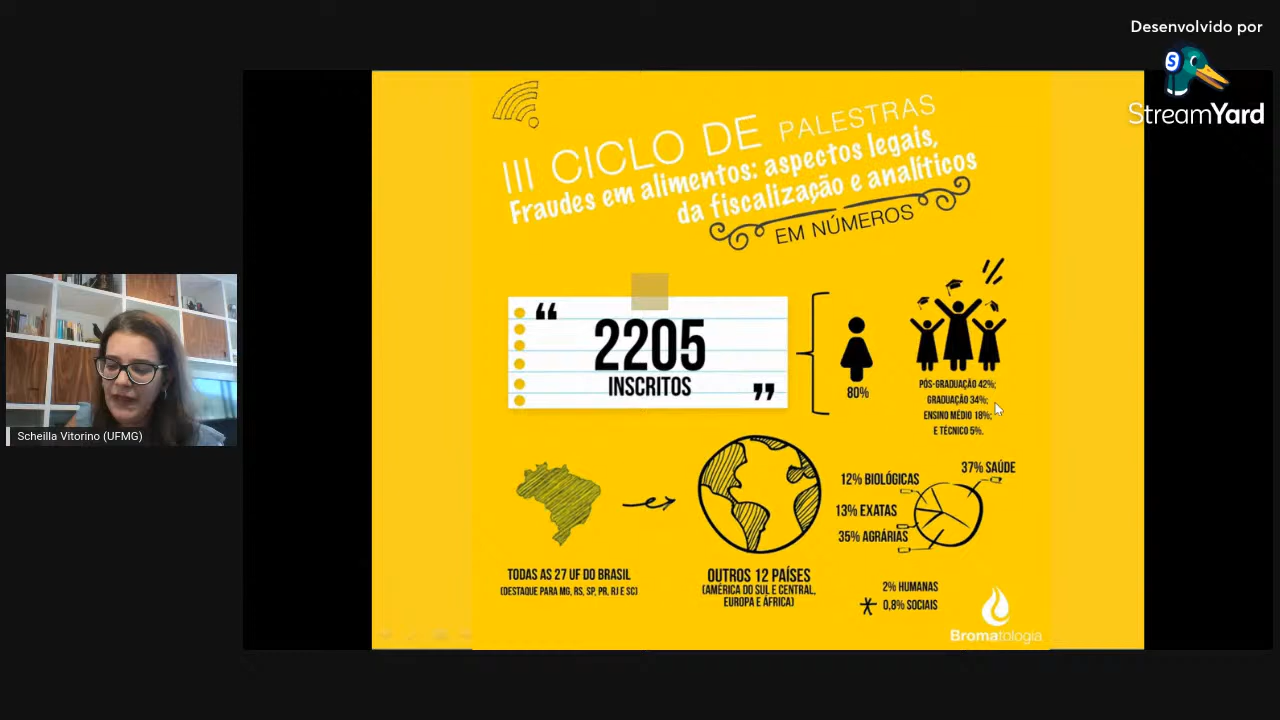 Desenvolvido por
StreamYard
III CICLO DE PALESTRAS
Fraudes em alimentos: aspectos legais,
da fiscalização e analíticos
EM NÚMEROS
“
2205
INSCRITOS
”
80%
PÓS-GRADUAÇÃO 42%;
GRADUAÇÃO 34%;
ENSINO MÉDIO 18%;
E TÉCNICO 5%.
Scheilla Vitorino (UFMG)
37% SAÚDE
12% BIOLÓGICAS
13% EXATAS
35% AGRÁRIAS
TODAS AS 27 UF DO BRASIL
(DESTAQUE PARA MG, RS, SP, PR, RJ E SC)
OUTROS 12 PAÍSES
(AMÉRICA DO SUL E CENTRAL,
EUROPA E ÁFRICA)
2% HUMANAS
0,8% SOCIAIS
Bromatologia